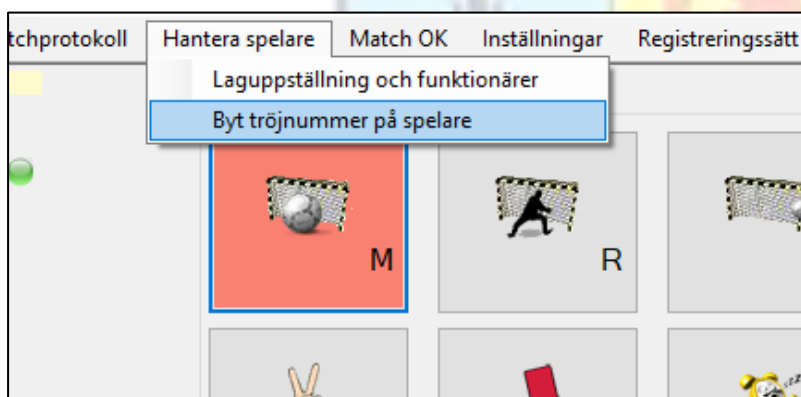 tchprotokoll Hantera spelare Match OK Inställningar Registreringssätt
Laguppställning och funktionärer
Byt tröjnummer på spelare
M R